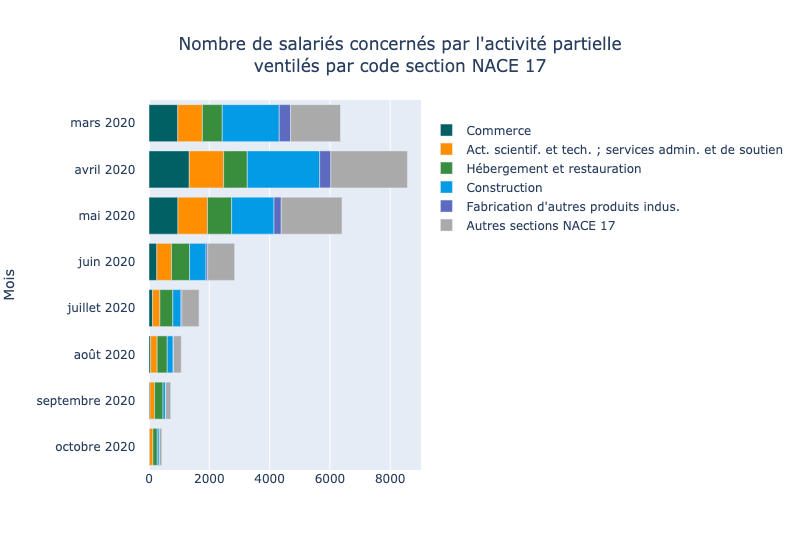 Nombre de salariés concernés par l'activité partielle
ventilés par code section NACE 17
mars 2020
avril 2020
mai 2020
juin 2020
juillet 2020
août 2020
septembre 2020
octobre 2020
Mois
0 2000 4000 6000 8000
Commerce
Act. scientif. et tech. ; services admin. et de soutien
Hébergement et restauration
Construction
Fabrication d'autres produits indus.
Autres sections NACE 17